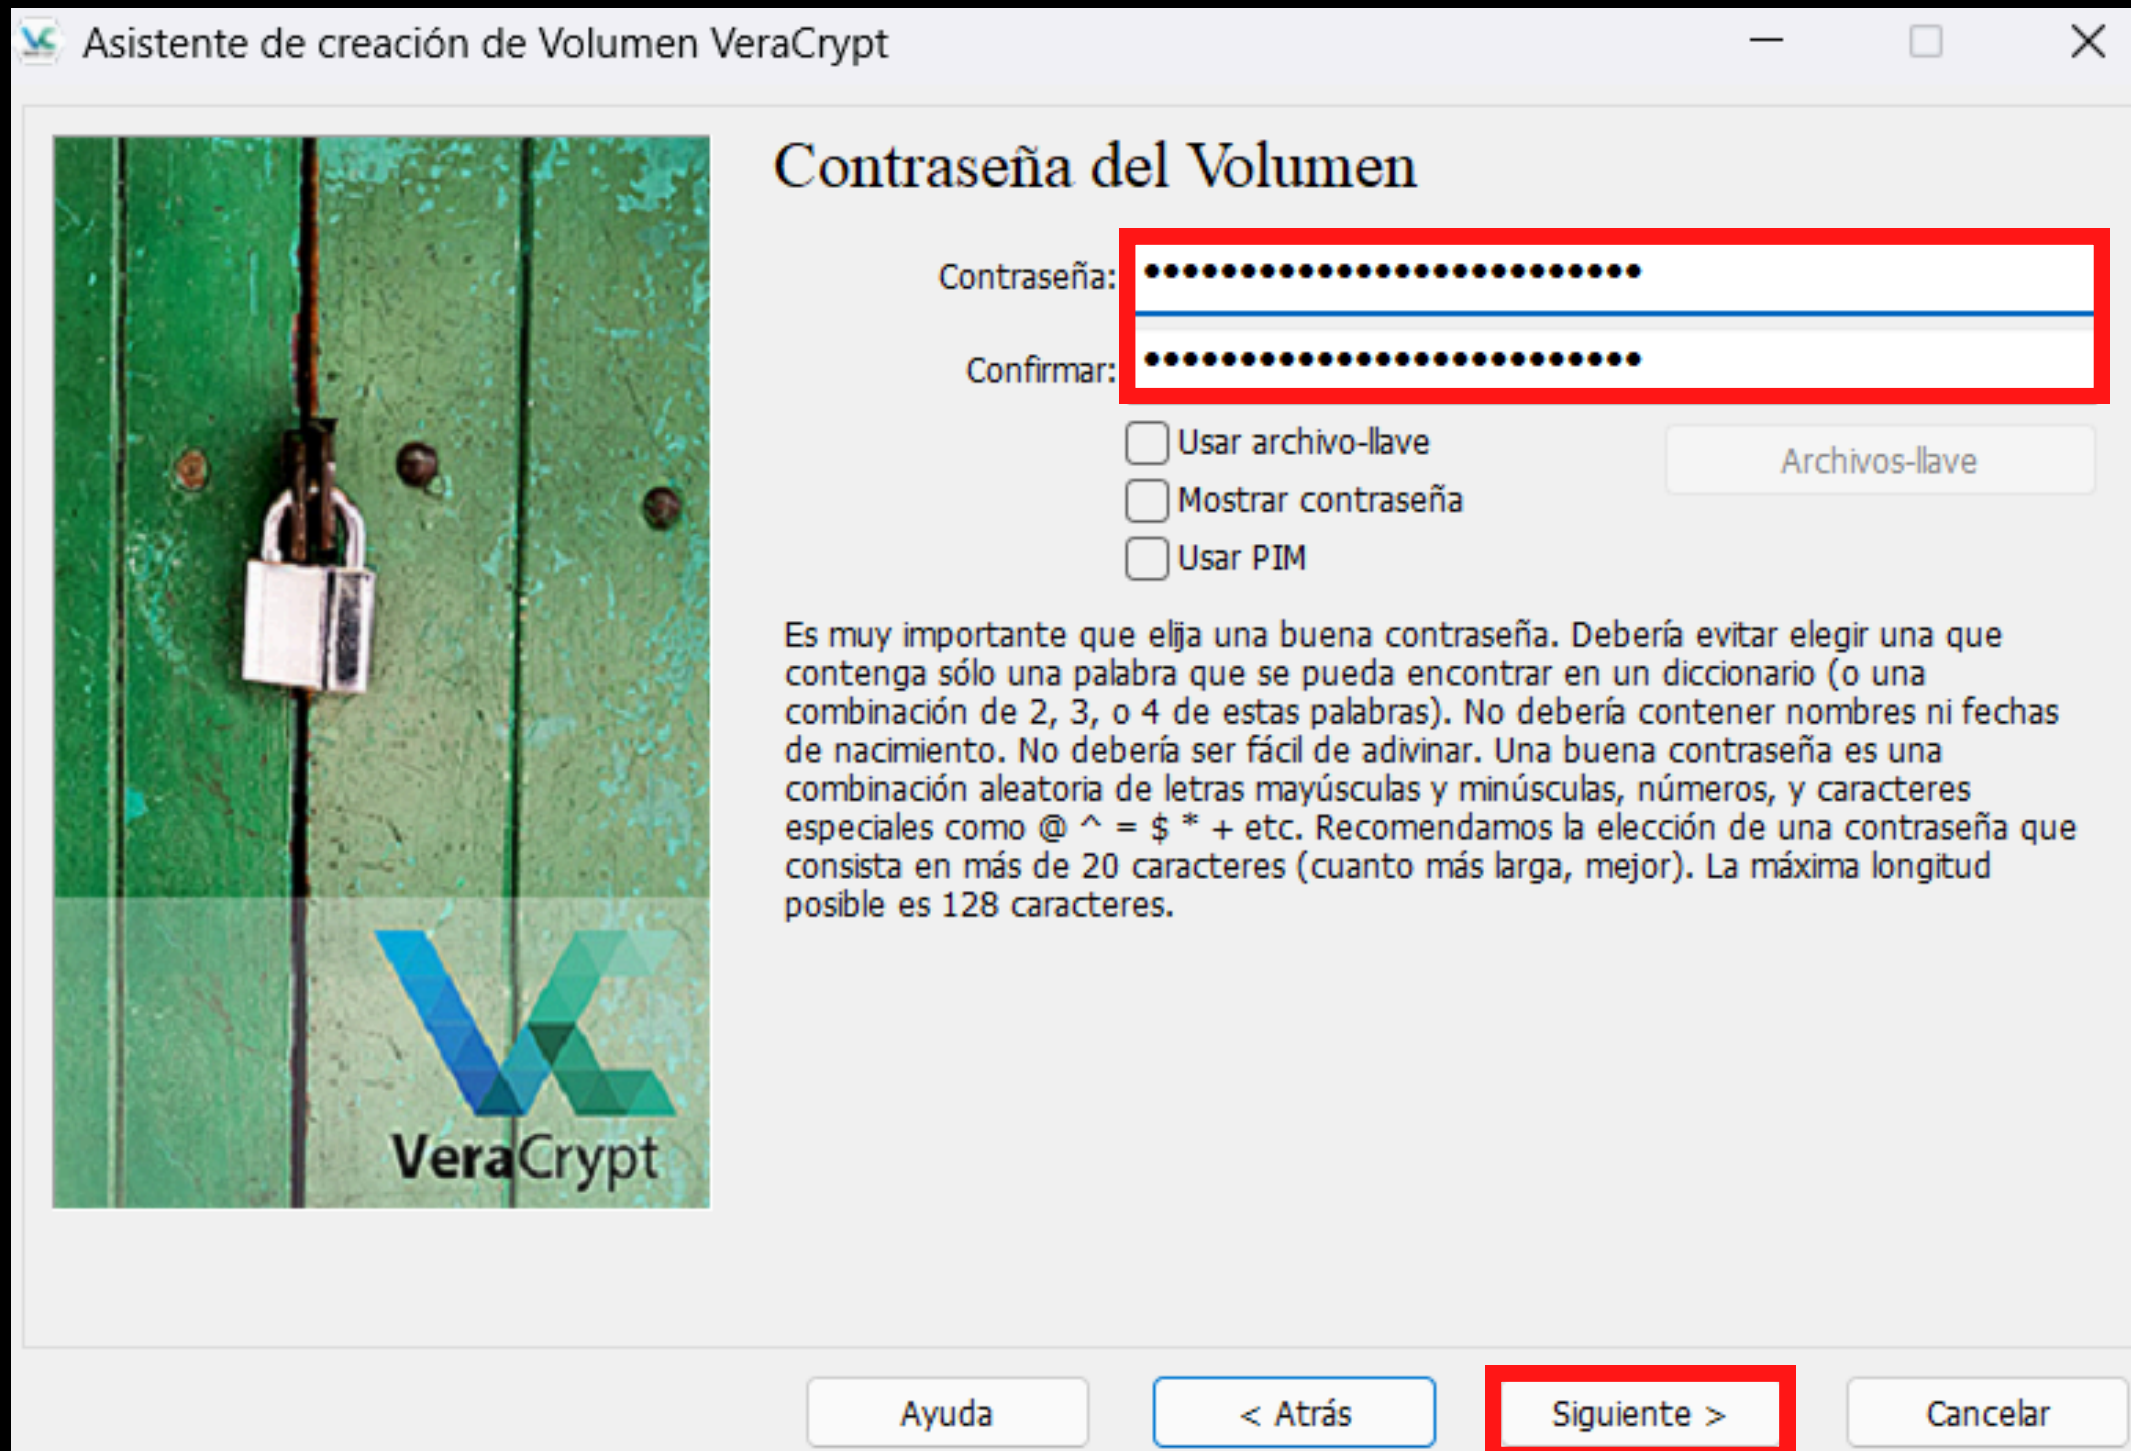 Asistente de creación de Volumen VeraCrypt
Contraseña del Volumen
Contraseña: ••••••••••••••••••••••••••
Confirmar: ••••••••••••••••••••••••••
Usar archivo-llave
Archivos-llave
Mostrar contraseña
Usar PIM
Es muy importante que elija una buena contraseña. Debería evitar elegir una que
contenga sólo una palabra que se pueda encontrar en un diccionario (o una
combinación de 2, 3, o 4 de estas palabras). No debería contener nombres ni fechas
de nacimiento. No debería ser fácil de adivinar. Una buena contraseña es una
combinación aleatoria de letras mayúsculas y minúsculas, números, y caracteres
especiales como @ ^ = $ * + etc. Recomendamos la elección de una contraseña que
consista en más de 20 caracteres (cuanto más larga, mejor). La máxima longitud
posible es 128 caracteres.
VeraCrypt
Ayuda
< Atrás
Siguiente >
Cancelar